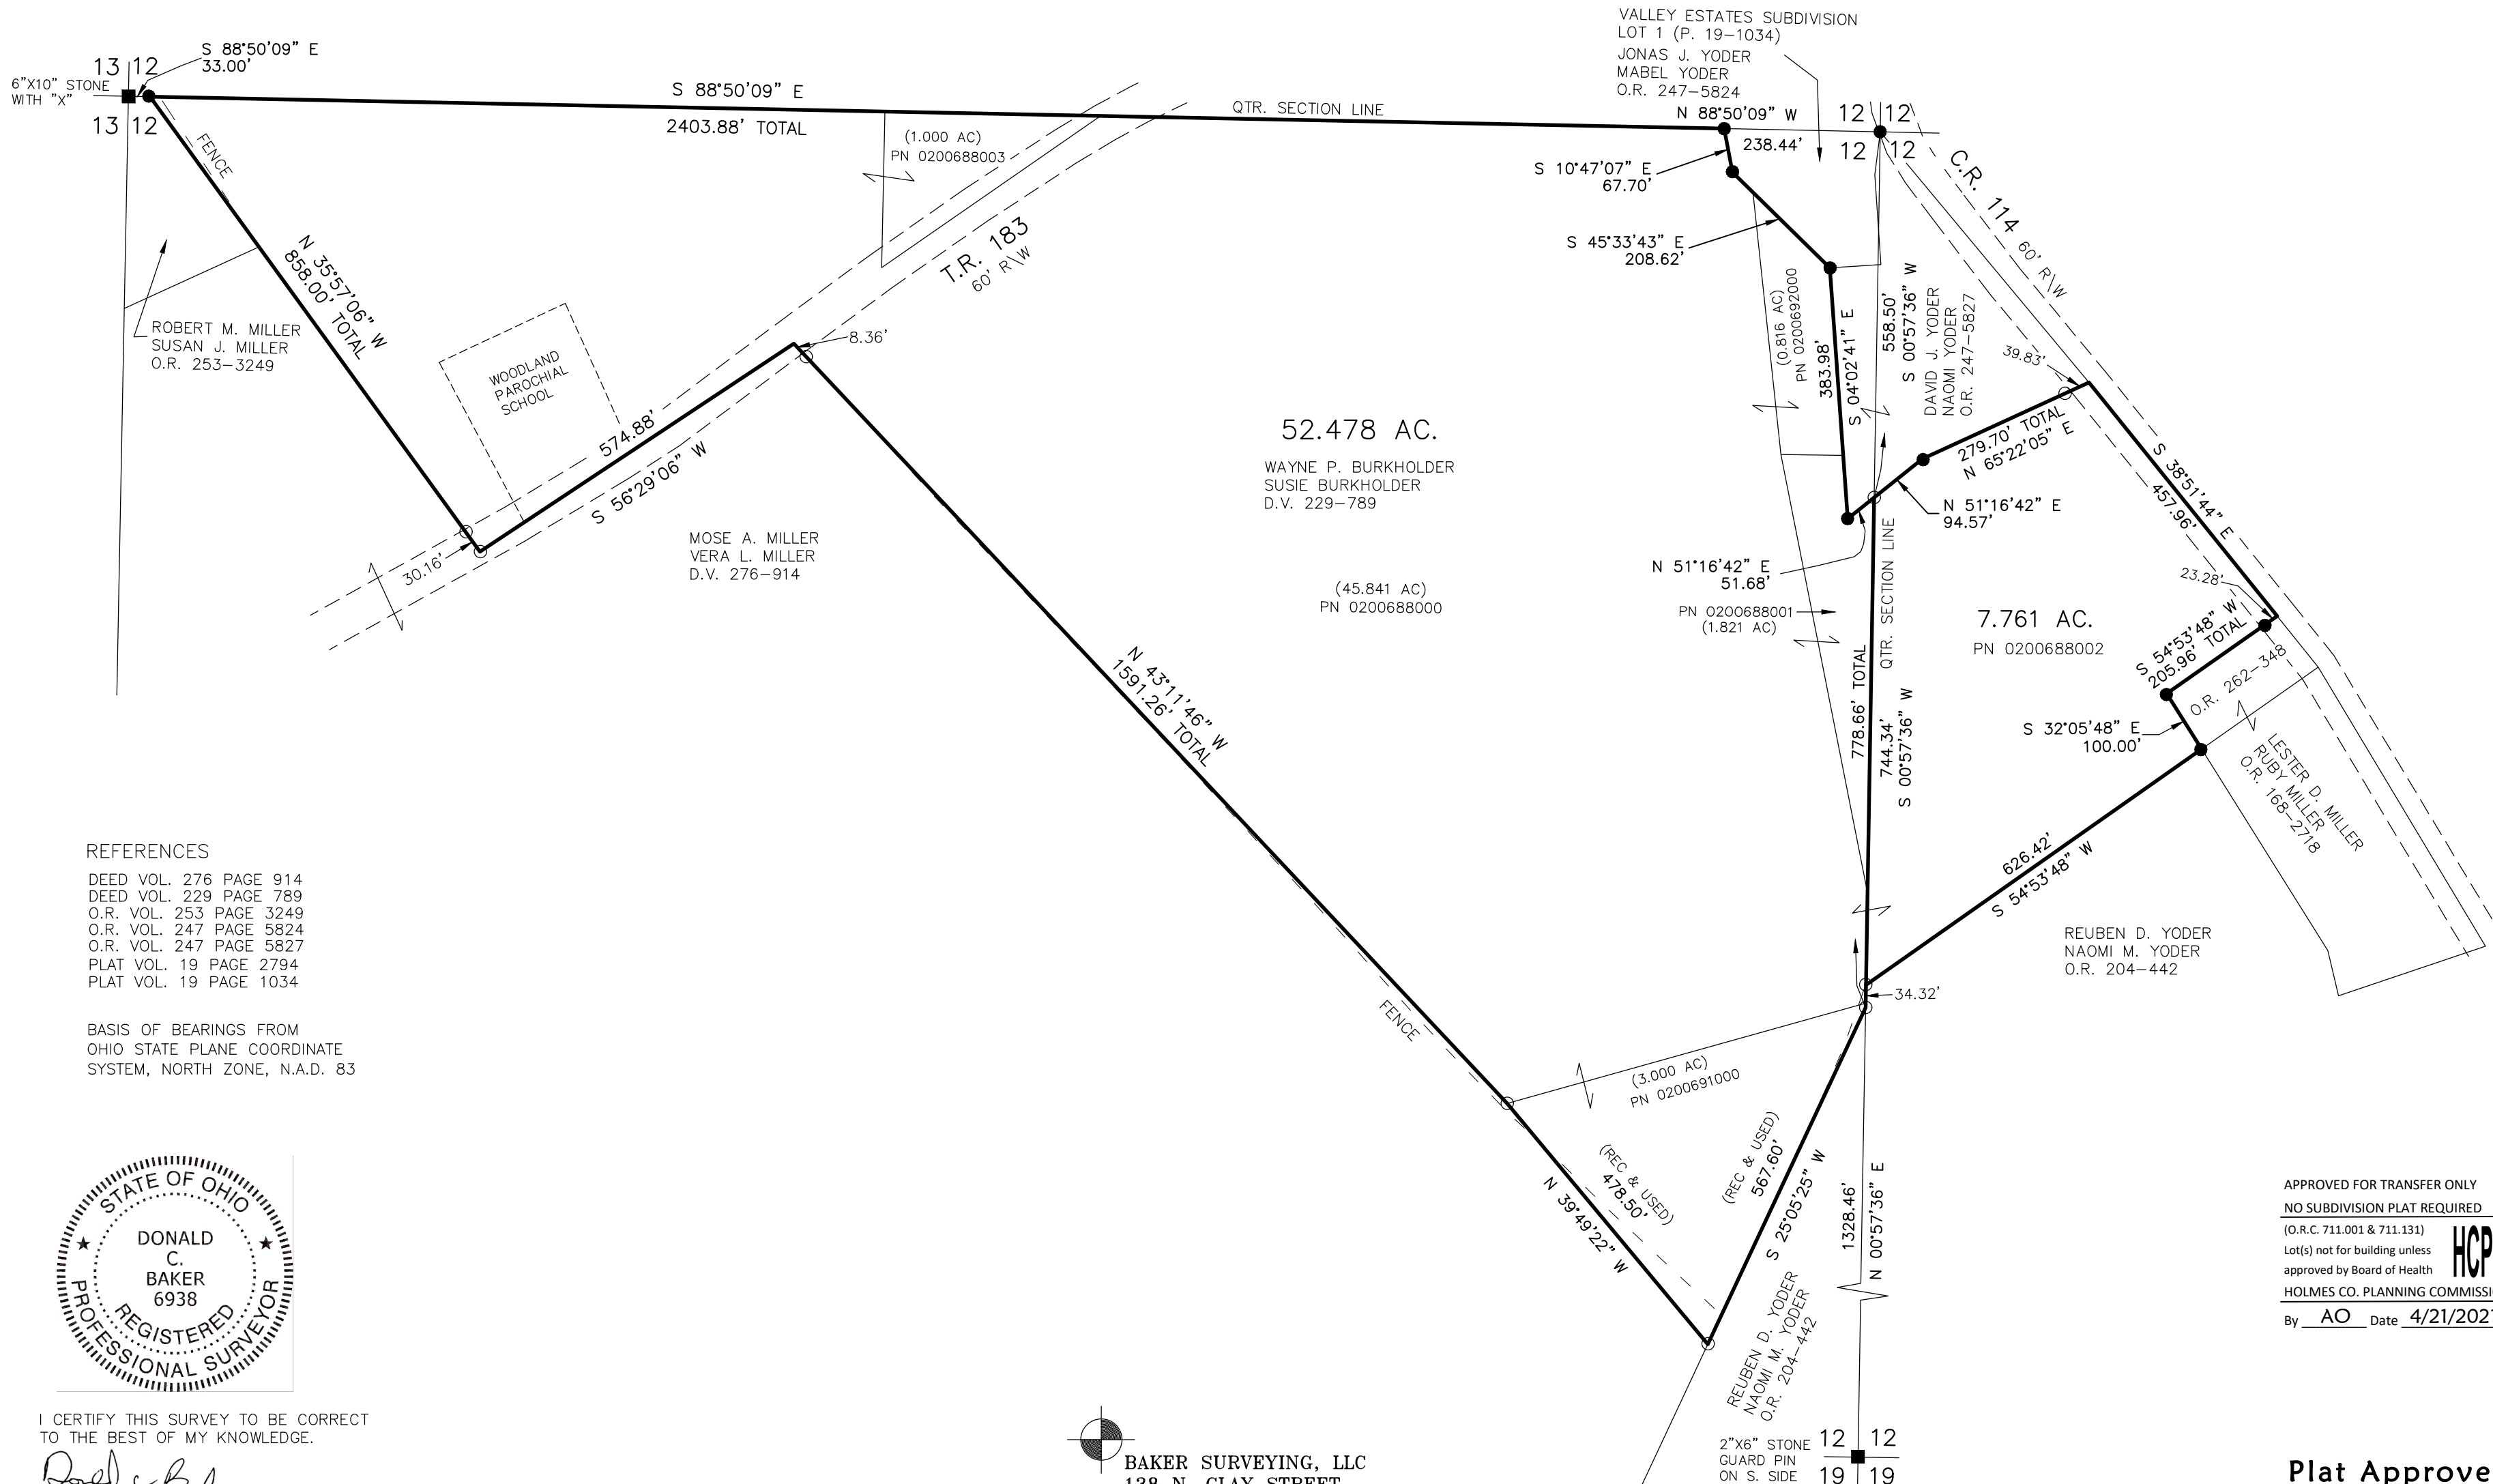 VALLEY ESTATES SUBDIVISION
LOT 1 (P. 19-1034)
JONAS J. YODER
MABEL YODER
O.R. 247-5824
S 88°50'09" E
33.00'
13 12
6"X10" STONE
WITH "X"
13 12
S 88°50'09" E
2403.88' TOTAL
QTR. SECTION LINE
N 88°50'09" W
238.44'
12 12
12 12
(1.000 AC)
PN 0200688003
FENCE
S 10°47'07" E
67.70'
C.R. 114
60' R\W
T.R. 183
60' R\W
S 45°33'43" E
208.62'
N 35°57'06" W
858.00' TOTAL
ROBERT M. MILLER
SUSAN J. MILLER
O.R. 253-3249
WOODLAND
PAROCHIAL
SCHOOL
8.36'
574.88'
S 56°29'06" W
30.16'
(0.816 AC)
PN 0200692000
383.98'
S 04°02'41" E
558.50'
S 00°57'36" W
DAVID J. YODER
NAOMI YODER
O.R. 247-5827
39.83'
279.70' TOTAL
N 65°22'05" E
S 38°51'44" E
457.96'
52.478 AC.
WAYNE P. BURKHOLDER
SUSIE BURKHOLDER
D.V. 229-789
MOSE A. MILLER
VERA L. MILLER
D.V. 276-914
(45.841 AC)
PN 0200688000
N 51°16'42" E
94.57'
N 51°16'42" E
51.68'
QTR. SECTION LINE
PN 0200688001
(1.821 AC)
7.761 AC.
PN 0200688002
23.28'
S 54°53'48" W
205.96' TOTAL
O.R. 262-348
S 32°05'48" E
100.00'
LESTER D. MILLER
RUBY MILLER
O.R. 168-2718
778.66' TOTAL
744.34'
S 00°57'36" W
N 43°11'46" W
1591.26' TOTAL
626.42'
S 54°53'48" W
REUBEN D. YODER
NAOMI M. YODER
O.R. 204-442
34.32'
FENCE
(3.000 AC)
PN 0200691000
(REC & USED)
478.50'
N 39°49'22" W
(REC & USED)
567.60'
S 25°05'25" W
1328.46'
N 00°57'36" E
REUBEN D. YODER
NAOMI M. YODER
O.R. 204-442
2"X6" STONE
GUARD PIN
ON S. SIDE
12 12
19 19
REFERENCES
DEED VOL. 276 PAGE 914
DEED VOL. 229 PAGE 789
O.R. VOL. 253 PAGE 3249
O.R. VOL. 247 PAGE 5824
O.R. VOL. 247 PAGE 5827
PLAT VOL. 19 PAGE 2794
PLAT VOL. 19 PAGE 1034
BASIS OF BEARINGS FROM
OHIO STATE PLANE COORDINATE
SYSTEM, NORTH ZONE, N.A.D. 83
STATE OF OHIO
DONALD
C.
BAKER
6938
REGISTERED
PROFESSIONAL SURVEYOR
I CERTIFY THIS SURVEY TO BE CORRECT
TO THE BEST OF MY KNOWLEDGE.
BAKER SURVEYING, LLC
138 N. CLAY STREET
APPROVED FOR TRANSFER ONLY
NO SUBDIVISION PLAT REQUIRED
(O.R.C. 711.001 & 711.131)
Lot(s) not for building unless
approved by Board of Health
HCP
HOLMES CO. PLANNING COMMISSI
By AO Date 4/21/202
Plat Approve